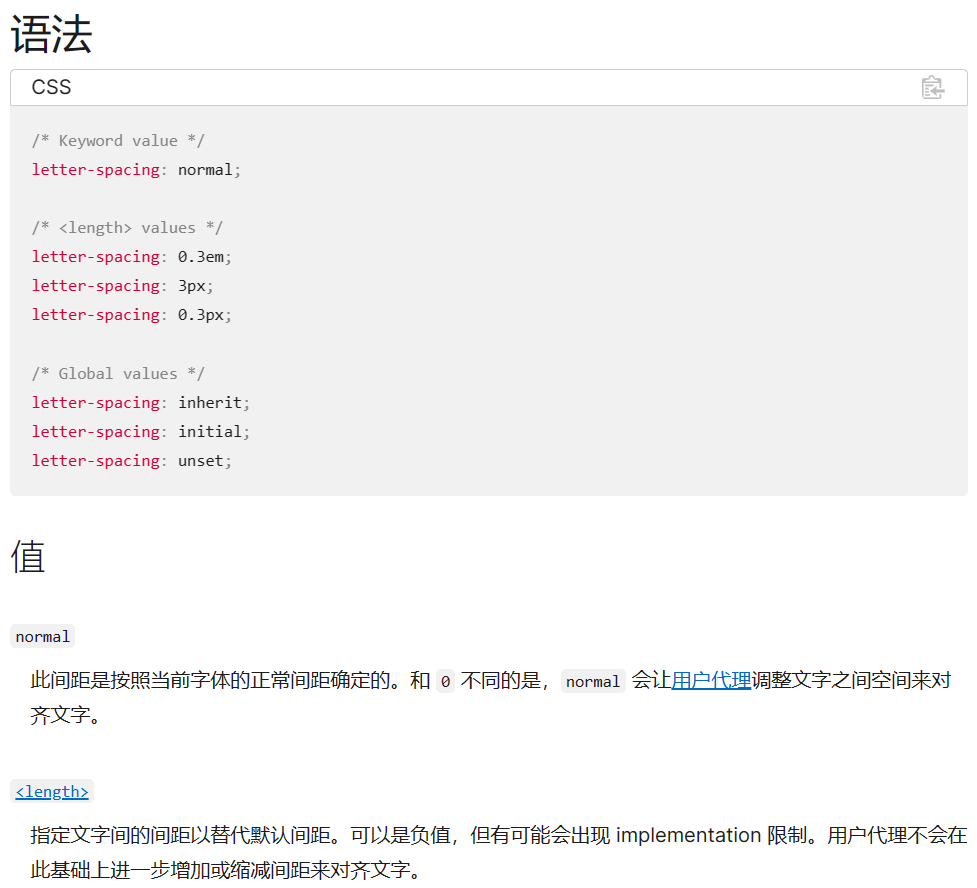 语法
CSS
/* Keyword value */
letter-spacing: normal;
/* <length> values */
letter-spacing: 0.3em;
letter-spacing: 3px;
letter-spacing: 0.3px;
/* Global values */
letter-spacing: inherit;
letter-spacing: initial;
letter-spacing: unset;
值
normal
此间距是按照当前字体的正常间距确定的。和 0 不同的是，normal 会让用户代理调整文字之间空间来对
齐文字。
<length>
指定文字间的间距以替代默认间距。可以是负值，但有可能会出现 implementation 限制。用户代理不会在
此基础上进一步增加或缩减间距来对齐文字。